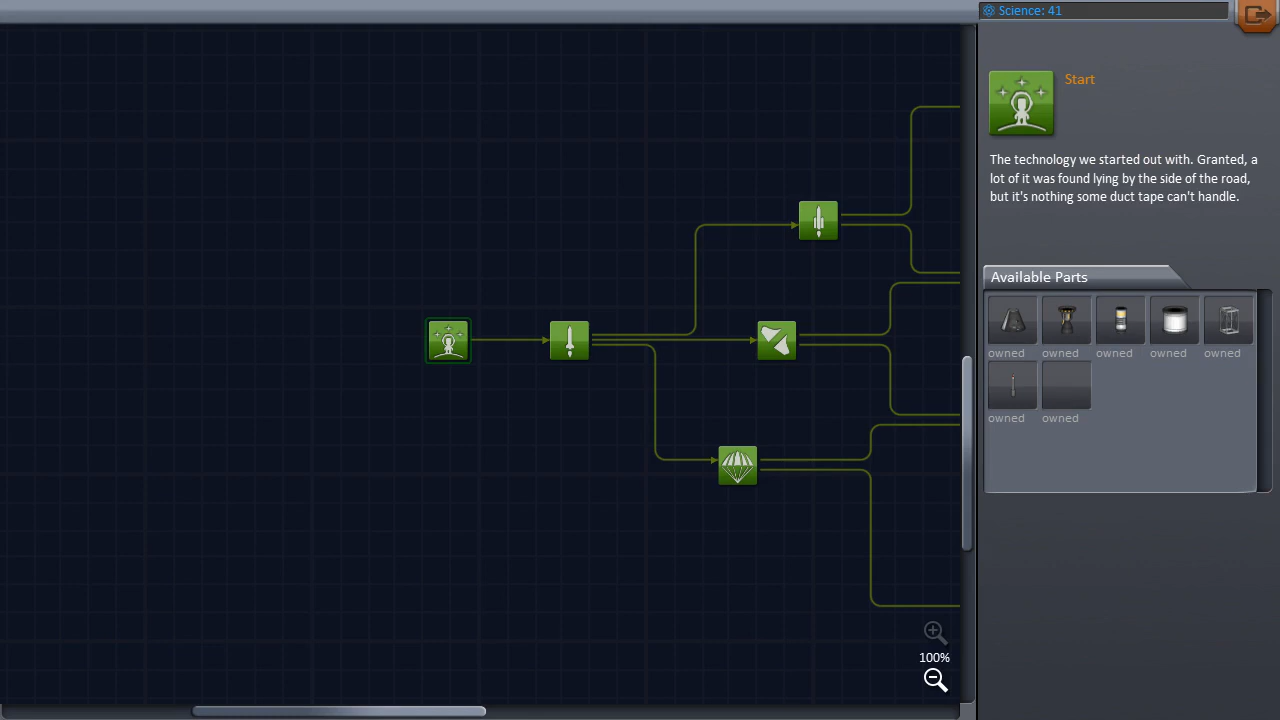 Science: 41
Start
The technology we started out with. Granted, a
lot of it was found lying by the side of the road,
but it's nothing some duct tape can't handle.
Available Parts
owned owned owned owned owned
owned owned
100%